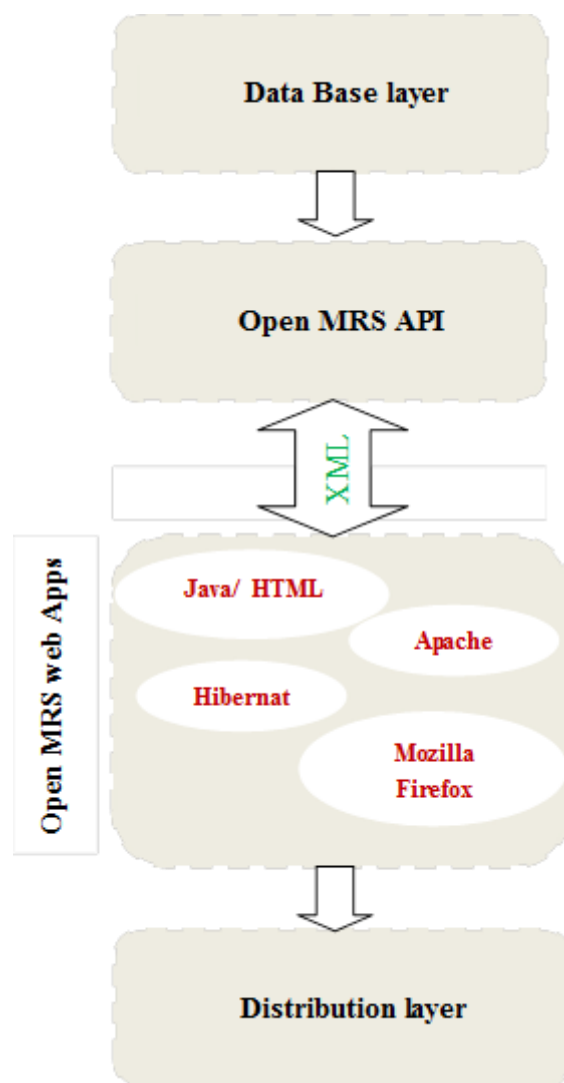 Data Base layer
Open MRS API
XML
Open MRS web Apps
Java/ HTML
Apache
Hibernat
Mozilla
Firefox
Distribution layer